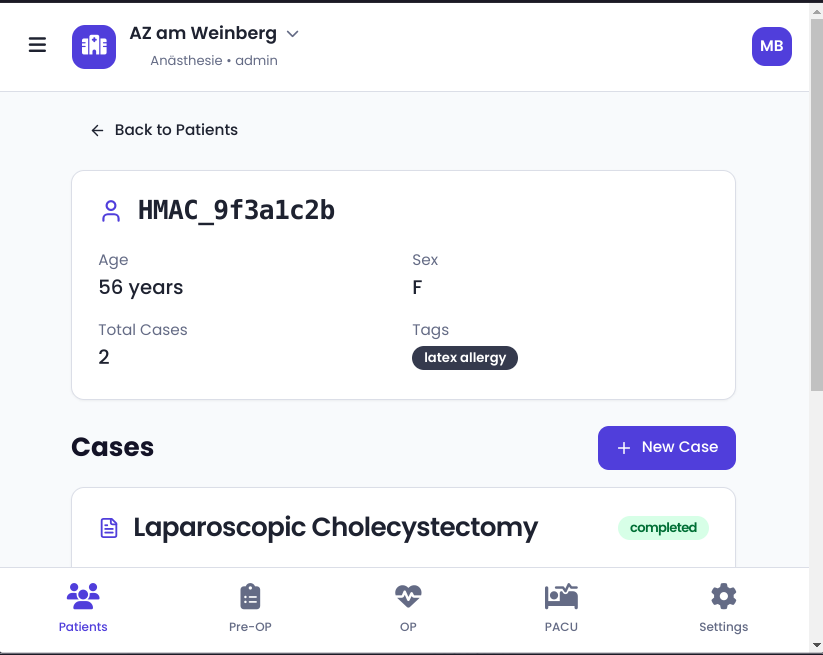 AZ am Weinberg
Anästhesie • admin
MB
Back to Patients
HMAC_9f3a1c2b
Age
Sex
56 years
F
Total Cases
Tags
2
latex allergy
Cases
New Case
Laparoscopic Cholecystectomy
completed
Patients
Pre-OP
OP
PACU
Settings